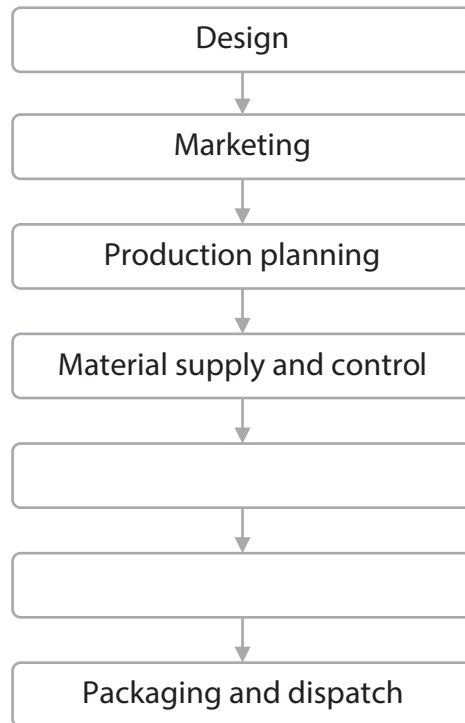 Design
Marketing
Production planning
Material supply and control
Packaging and dispatch